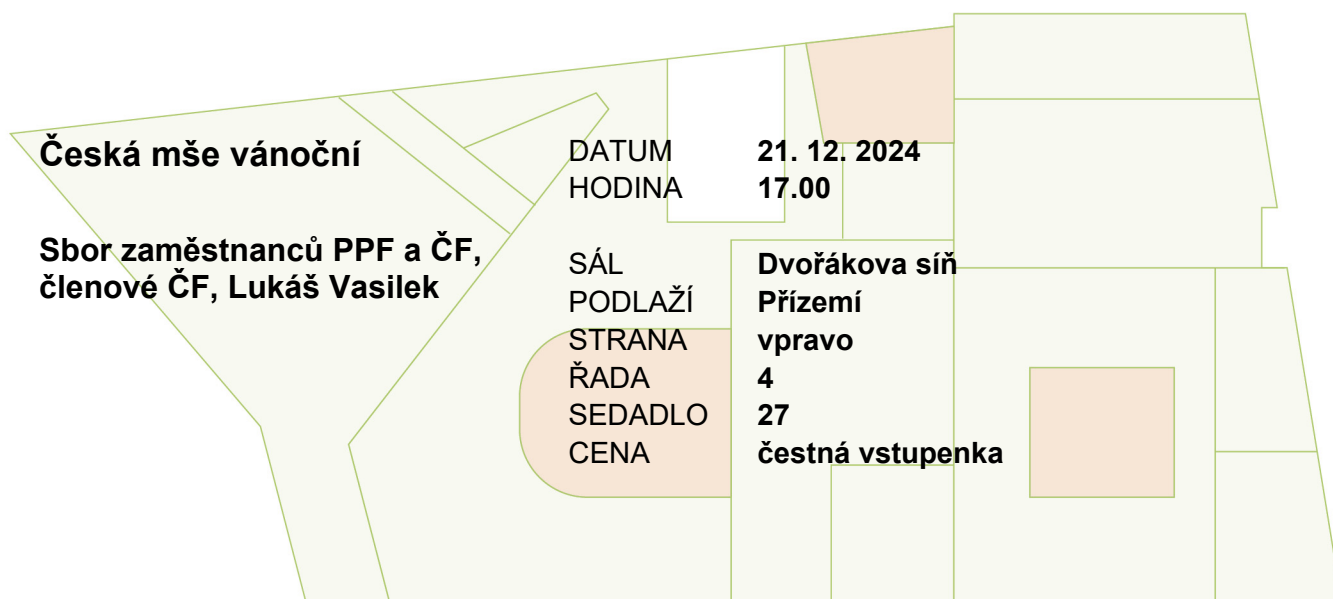 Česká mše vánoční
Sbor zaměstnanců PPF a ČF,
členové ČF, Lukáš Vasilek
DATUM 21. 12. 2024
HODINA 17.00
SÁL Dvořákova síň
PODLAŽÍ Přízemí
STRANA vpravo
ŘADA 4
SEDADLO 27
CENA čestná vstupenka